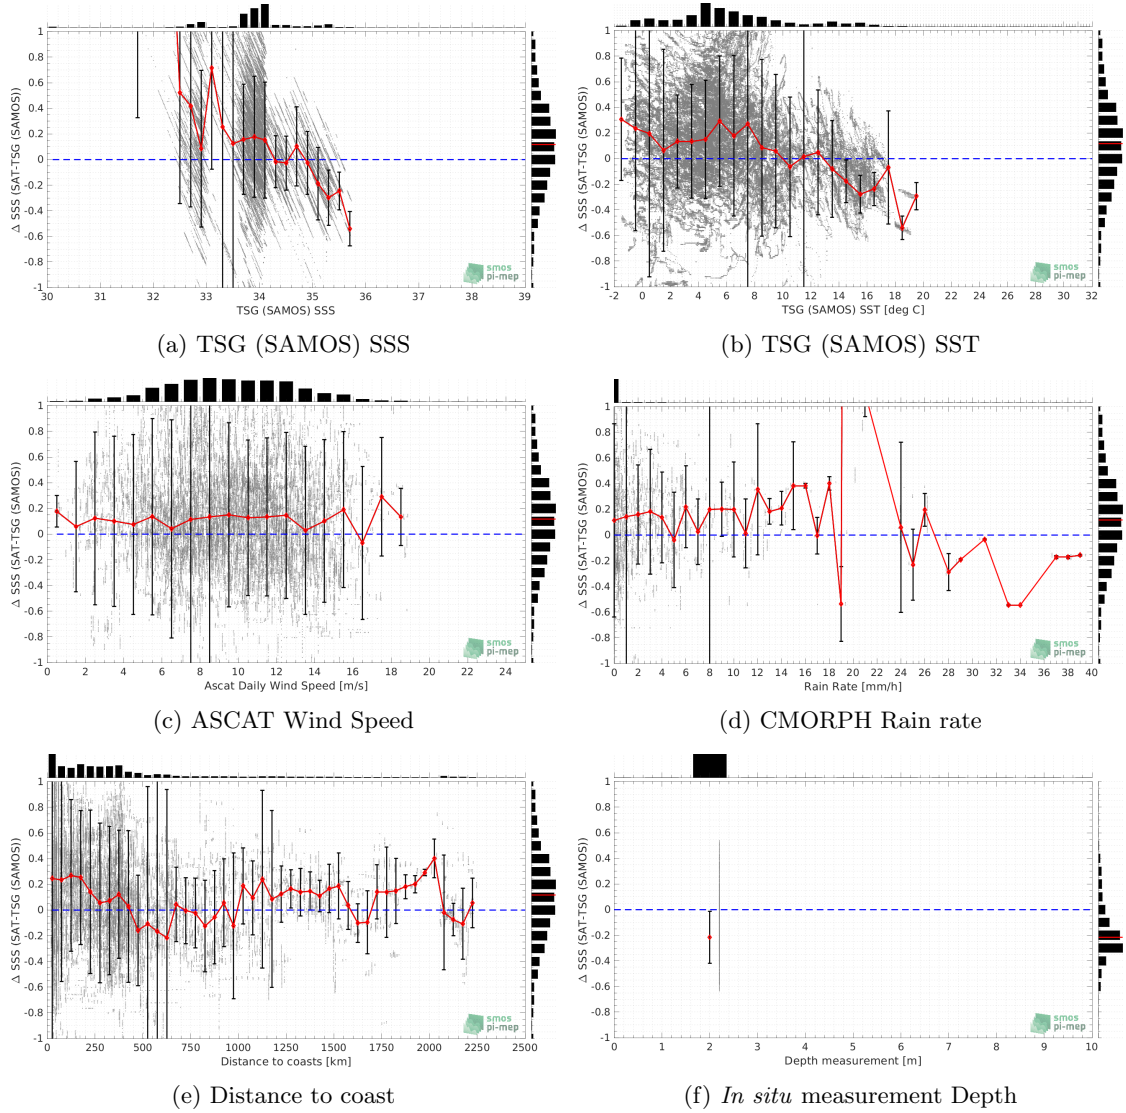 1
0.8
0.6
0.4
0.2
0
-0.2
-0.4
-0.6
-0.8
-1
Δ SSS (SAT-TSG (SAMOS))
30 31 32 33 34 35 36 37 38 39
TSG (SAMOS) SSS
smos
pi-mep
(a) TSG (SAMOS) SSS
1
0.8
0.6
0.4
0.2
0
-0.2
-0.4
-0.6
-0.8
-1
Δ SSS (SAT-TSG (SAMOS))
-2 0 2 4 6 8 10 12 14 16 18 20 22 24 26 28 30 32
TSG (SAMOS) SST [deg C]
smos
pi-mep
(b) TSG (SAMOS) SST
1
0.8
0.6
0.4
0.2
0
-0.2
-0.4
-0.6
-0.8
-1
Δ SSS (SAT-TSG (SAMOS))
0 2 4 6 8 10 12 14 16 18 20 22 24
Ascat Daily Wind Speed [m/s]
smos
pi-mep
(c) ASCAT Wind Speed
1
0.8
0.6
0.4
0.2
0
-0.2
-0.4
-0.6
-0.8
-1
Δ SSS (SAT-TSG (SAMOS))
0 2 4 6 8 10 12 14 16 18 20 22 24 26 28 30 32 34 36 38 40
Rain Rate [mm/h]
smos
pi-mep
(d) CMORPH Rain rate
1
0.8
0.6
0.4
0.2
0
-0.2
-0.4
-0.6
-0.8
-1
Δ SSS (SAT-TSG (SAMOS))
0 250 500 750 1000 1250 1500 1750 2000 2250 2500
Distance to coasts [km]
smos
pi-mep
(e) Distance to coast
1
0.8
0.6
0.4
0.2
0
-0.2
-0.4
-0.6
-0.8
-1
Δ SSS (SAT-TSG (SAMOS))
0 1 2 3 4 5 6 7 8 9 10
Depth measurement [m]
smos
pi-mep
(f) In situ measurement Depth